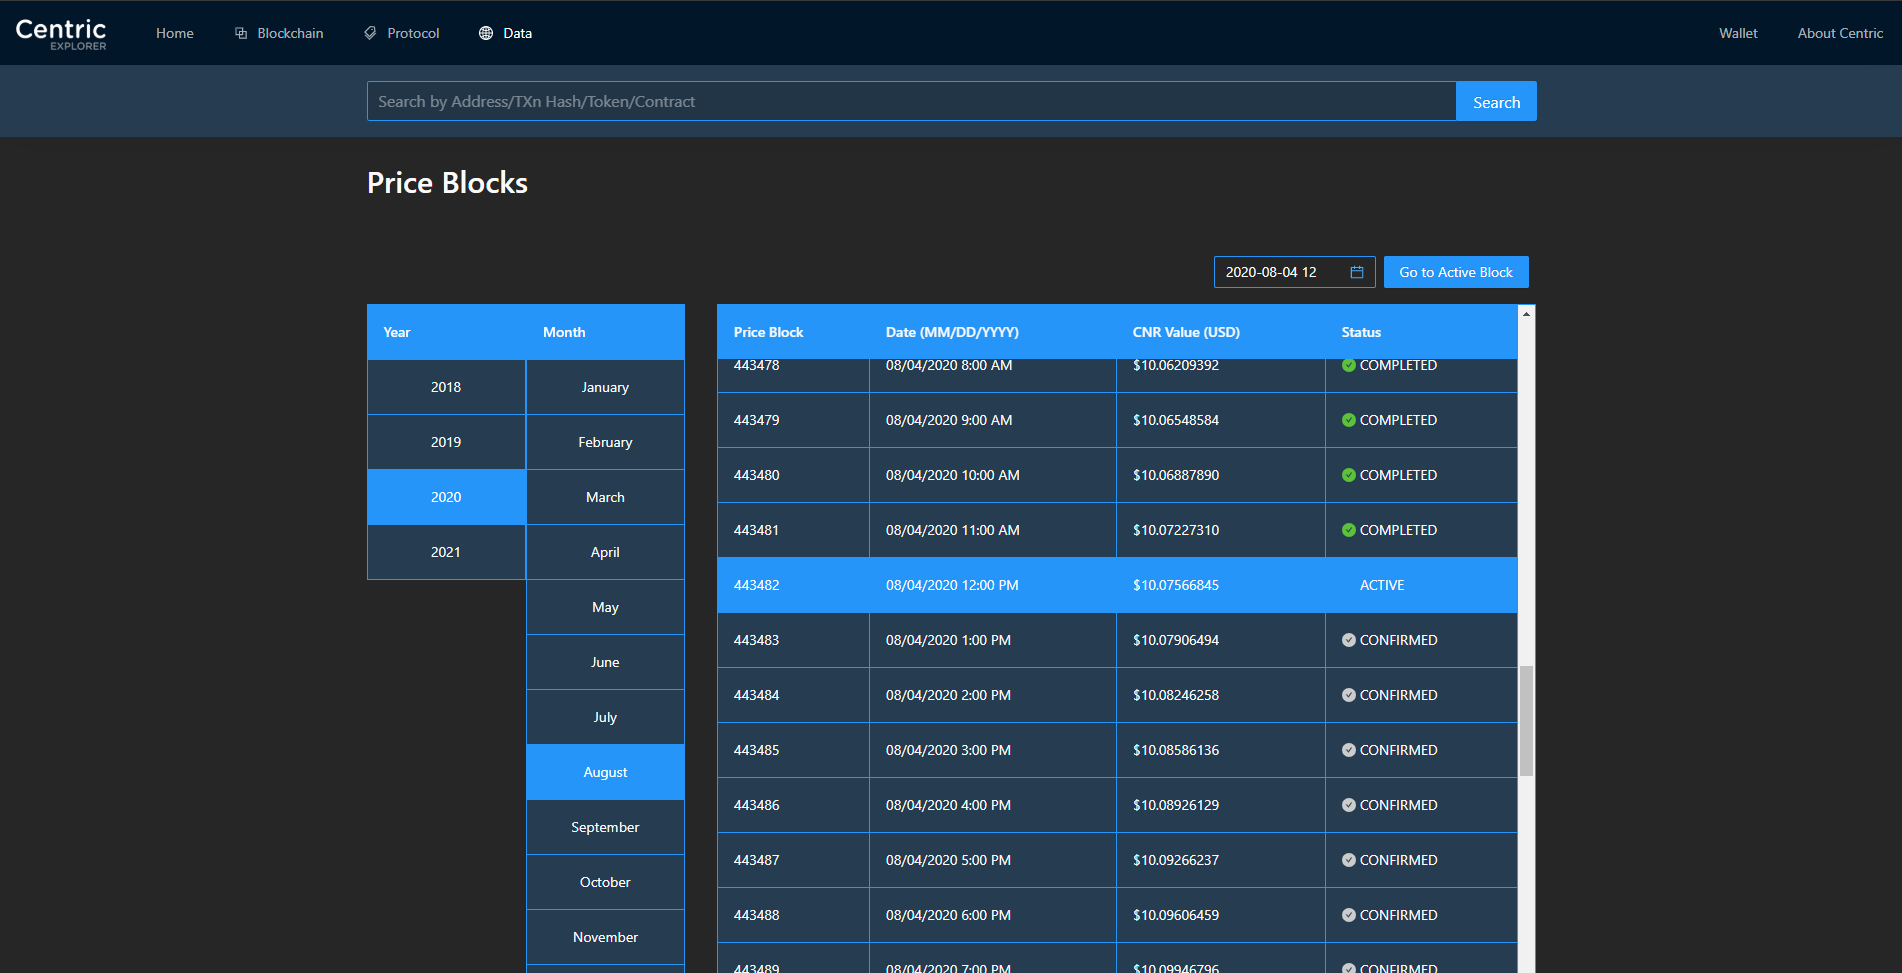 Centric
EXPLORER
Home Blockchain Protocol Data Wallet About Centric
Search by Address/TXn Hash/Token/Contract Search
Price Blocks
2020-08-04 12 Go to Active Block
Year Month
2018 January
2019 February
2020 March
2021 April
May
June
July
August
September
October
November
Price Block Date (MM/DD/YYYY) CNR Value (USD) Status
443478 08/04/2020 8:00 AM $10.06209392 COMPLETED
443479 08/04/2020 9:00 AM $10.06548584 COMPLETED
443480 08/04/2020 10:00 AM $10.06887890 COMPLETED
443481 08/04/2020 11:00 AM $10.07227310 COMPLETED
443482 08/04/2020 12:00 PM $10.07566845 ACTIVE
443483 08/04/2020 1:00 PM $10.07906494 CONFIRMED
443484 08/04/2020 2:00 PM $10.08246258 CONFIRMED
443485 08/04/2020 3:00 PM $10.08586136 CONFIRMED
443486 08/04/2020 4:00 PM $10.08926129 CONFIRMED
443487 08/04/2020 5:00 PM $10.09266237 CONFIRMED
443488 08/04/2020 6:00 PM $10.09606459 CONFIRMED
443489 08/04/2020 7:00 PM $10.09946796 CONFIRMED